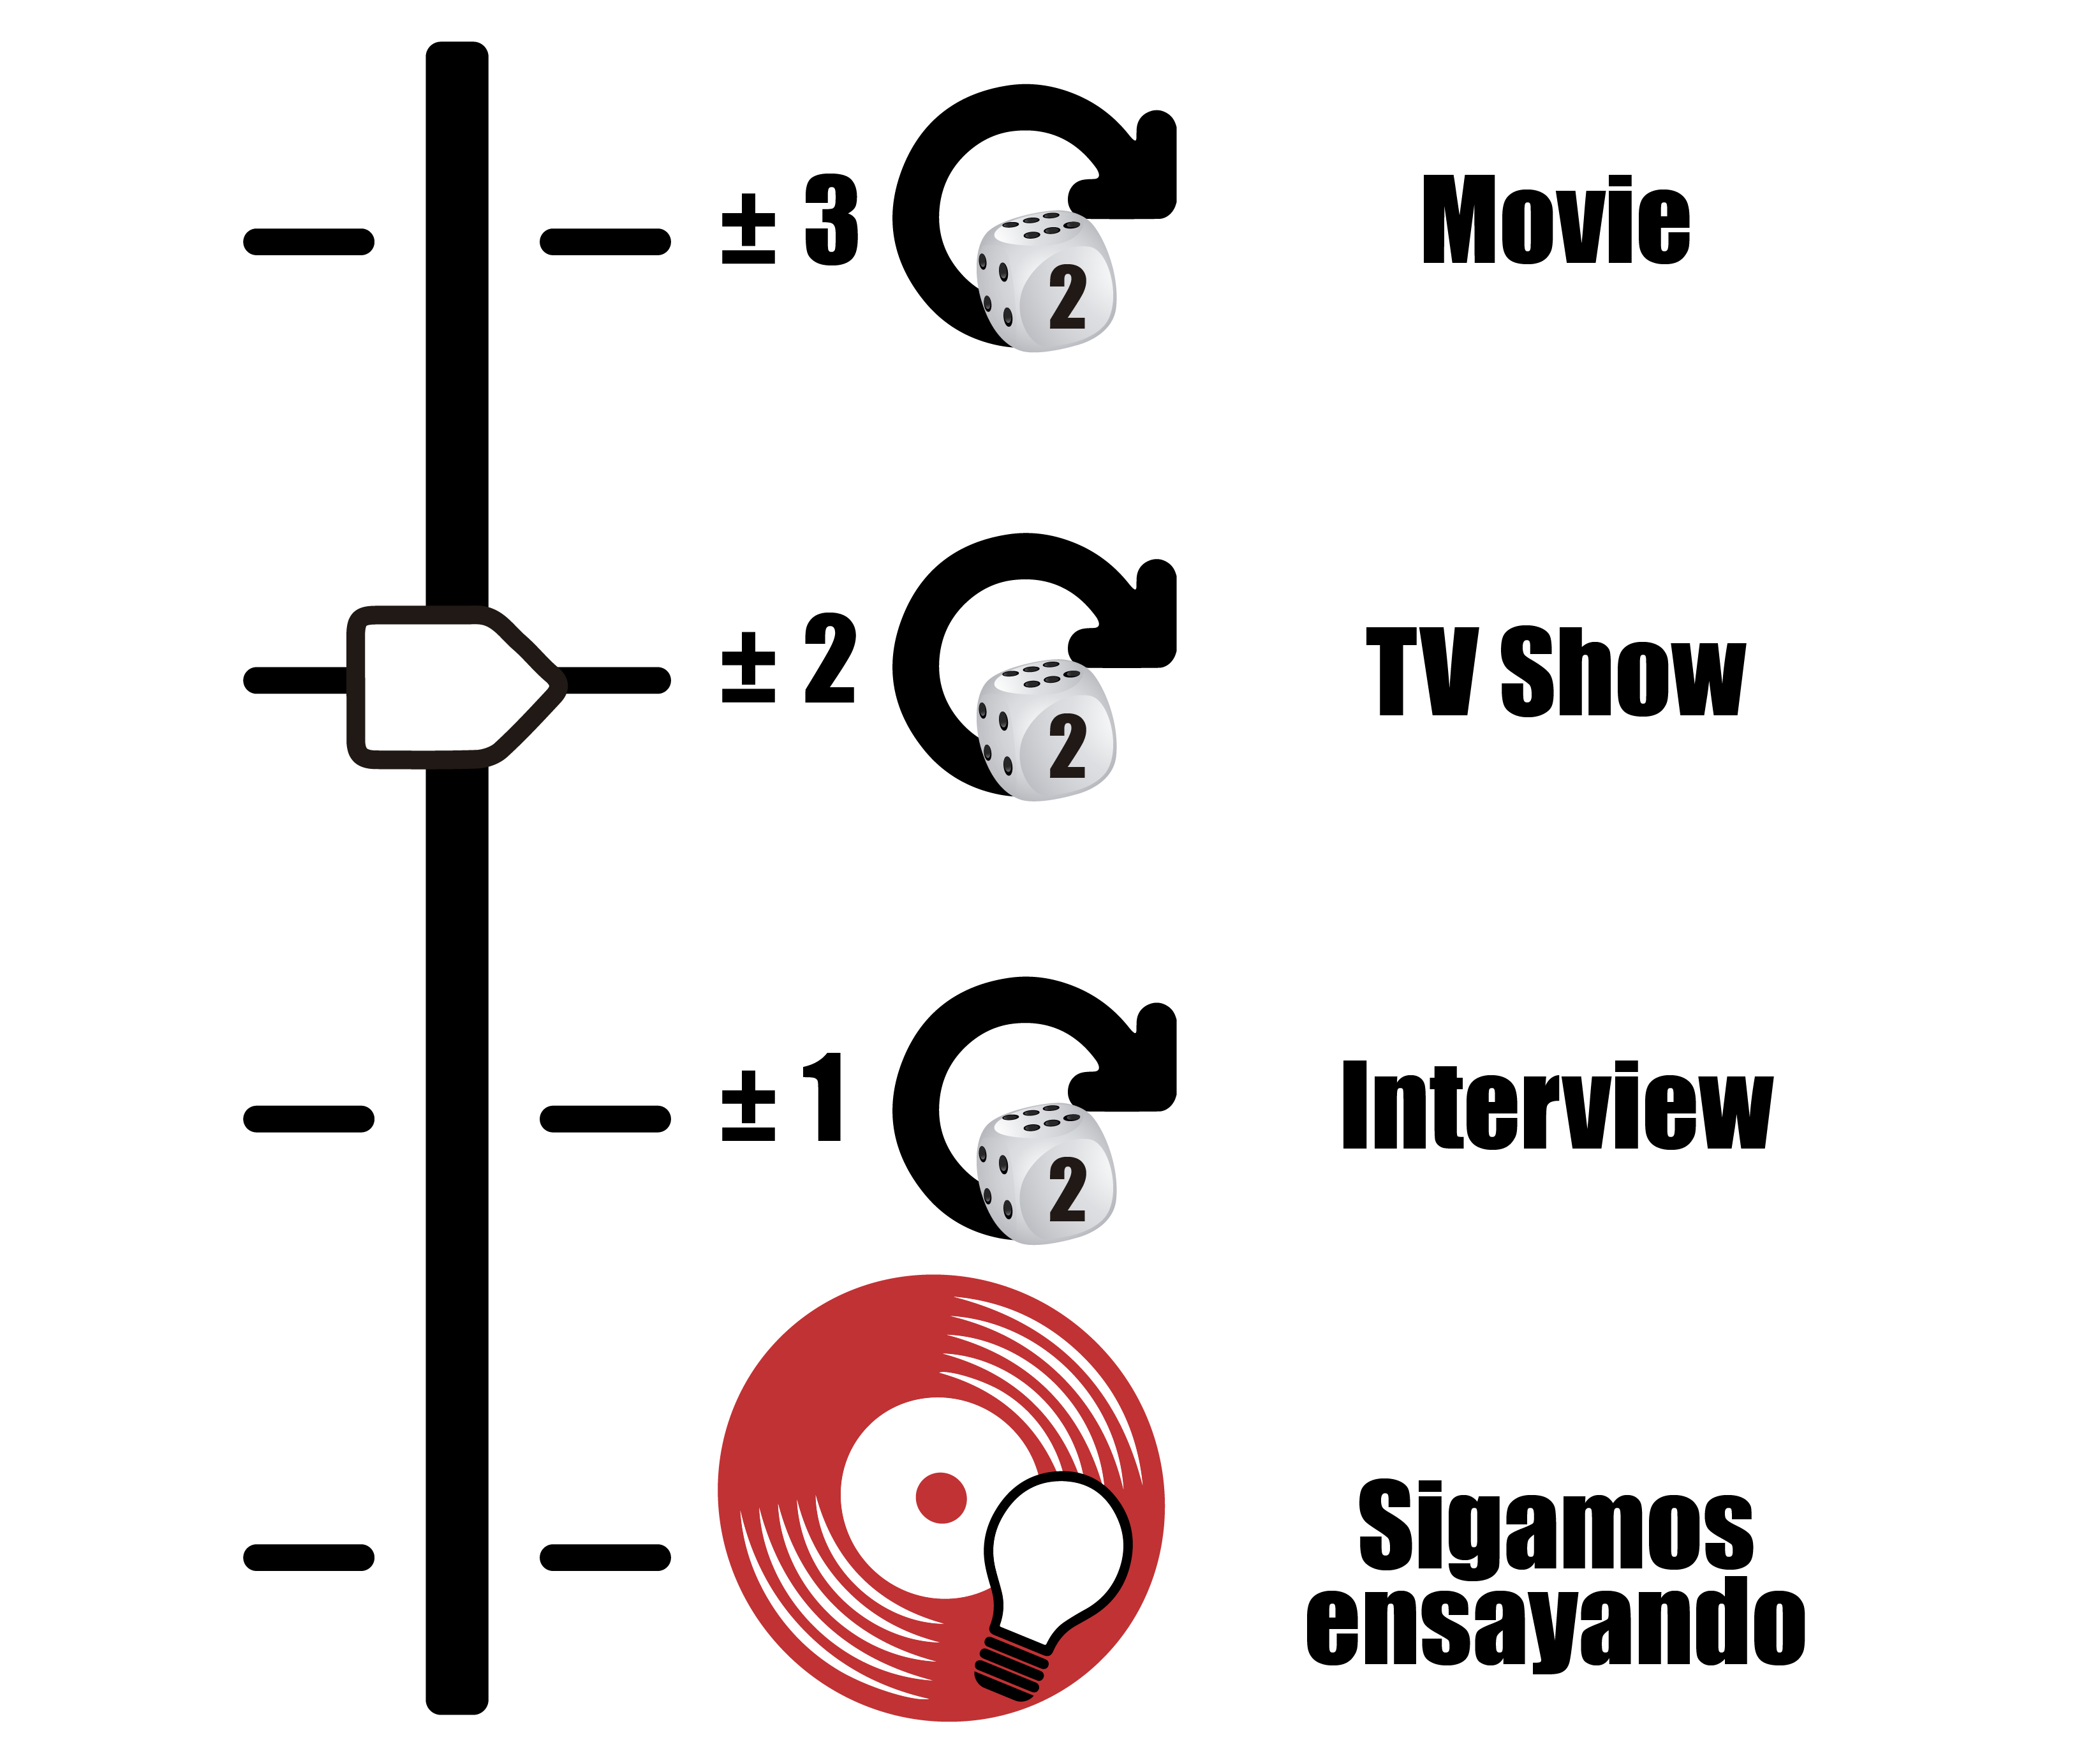 ± 3
2
Movie
± 2
2
TV Show
± 1
2
Interview
Sigamos
ensayando